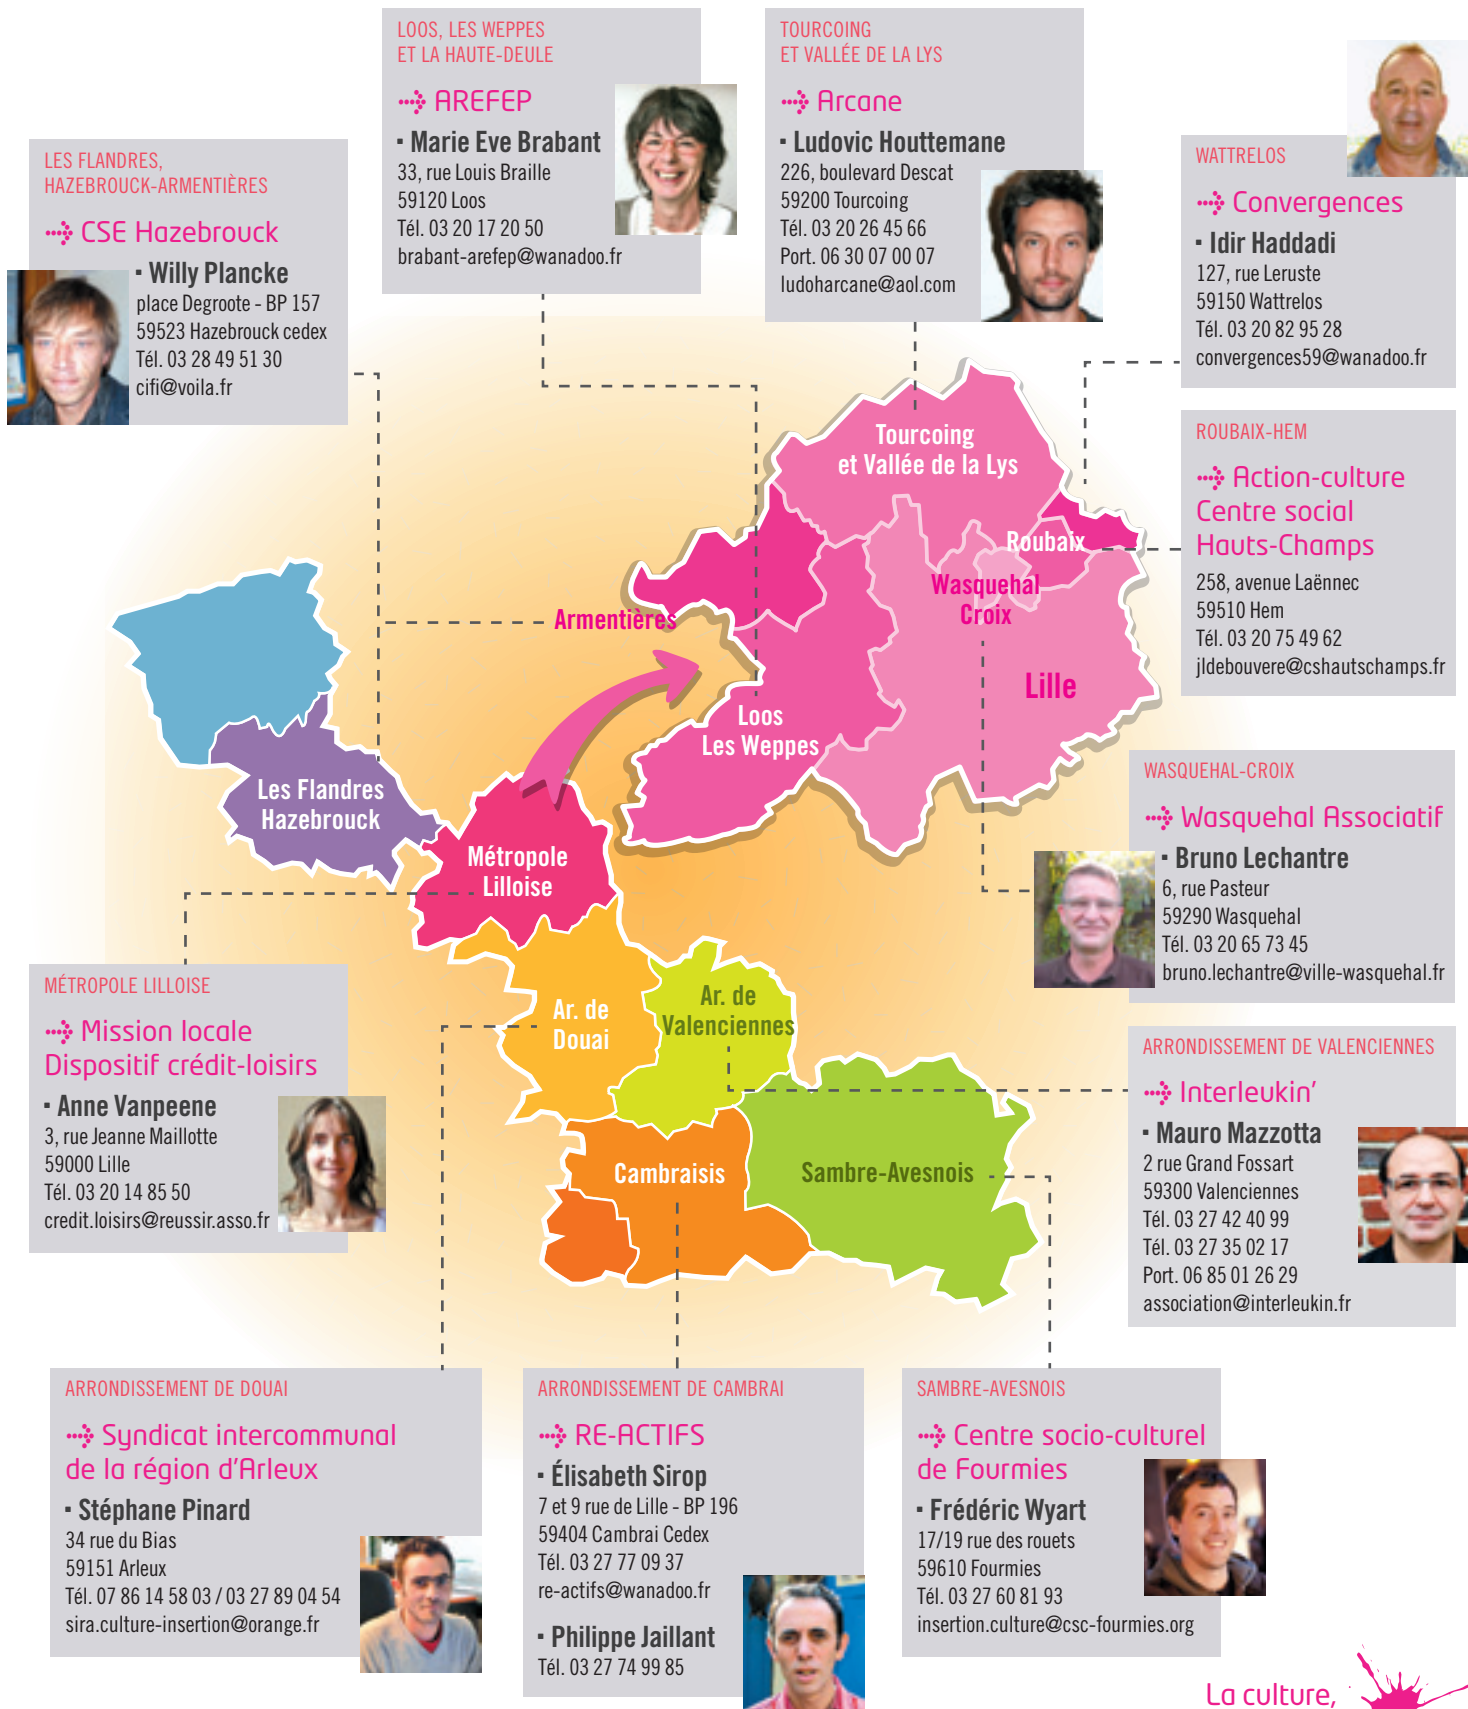 LOOS, LES WEPPES
ET LA HAUTE-DEULE
AREFEP
▪ Marie Eve Brabant
33, rue Louis Braille
59120 Loos
Tél. 03 20 17 20 50
brabant-arefep@wanadoo.fr
TOURCOING
ET VALLÉE DE LA LYS
Arcane
▪ Ludovic Houttemane
226, boulevard Descat
59200 Tourcoing
Tél. 03 20 26 45 66
Port. 06 30 07 00 07
ludoharcane@aol.com
LES FLANDRES,
HAZEBROUCK-ARMENTIÈRES
CSE Hazebrouck
▪ Willy Plancke
place Degroote - BP 157
59523 Hazebrouck cedex
Tél. 03 28 49 51 30
cifi@voila.fr
WATTRELOS
Convergences
▪ Idir Haddadi
127, rue Leruste
59150 Wattrelos
Tél. 03 20 82 95 28
convergences59@wanadoo.fr
ROUBAIX-HEM
Action-culture
Centre social
Hauts-Champs
258, avenue Laënnec
59510 Hem
Tél. 03 20 75 49 62
jldebouvere@cshautschamps.fr
Tourcoing
et Vallée de la Lys
Roubaix
Wasquehal
Croix
Armentières
Lille
Loos
Les Weppes
Les Flandres
Hazebrouck
Métropole
Lilloise
Ar. de
Douai
Ar. de
Valenciennes
Cambraisis
Sambre-Avesnois
WASQUEHAL-CROIX
Wasquehal Associatif
▪ Bruno Lechantre
6, rue Pasteur
59290 Wasquehal
Tél. 03 20 65 73 45
bruno.lechantre@ville-wasquehal.fr
MÉTROPOLE LILLOISE
Mission locale
Dispositif crédit-loisirs
▪ Anne Vanpeene
3, rue Jeanne Maillotte
59000 Lille
Tél. 03 20 14 85 50
credit.loisirs@reussir.asso.fr
ARRONDISSEMENT DE VALENCIENNES
Interleukin’
▪ Mauro Mazzotta
2 rue Grand Fossart
59300 Valenciennes
Tél. 03 27 42 40 99
Tél. 03 27 35 02 17
Port. 06 85 01 26 29
association@interleukin.fr
ARRONDISSEMENT DE DOUAI
Syndicat intercommunal
de la région d’Arleux
▪ Stéphane Pinard
34 rue du Bias
59151 Arleux
Tél. 07 86 14 58 03 / 03 27 89 04 54
sira.culture-insertion@orange.fr
ARRONDISSEMENT DE CAMBRAI
RE-ACTIFS
▪ Élisabeth Sirop
7 et 9 rue de Lille - BP 196
59404 Cambrai Cedex
Tél. 03 27 77 09 37
re-actifs@wanadoo.fr
▪ Philippe Jaillant
Tél. 03 27 74 99 85
SAMBRE-AVESNOIS
Centre socio-culturel
de Fourmies
▪ Frédéric Wyart
17/19 rue des rouets
59610 Fourmies
Tél. 03 27 60 81 93
insertion.culture@csc-fourmies.org
La culture,